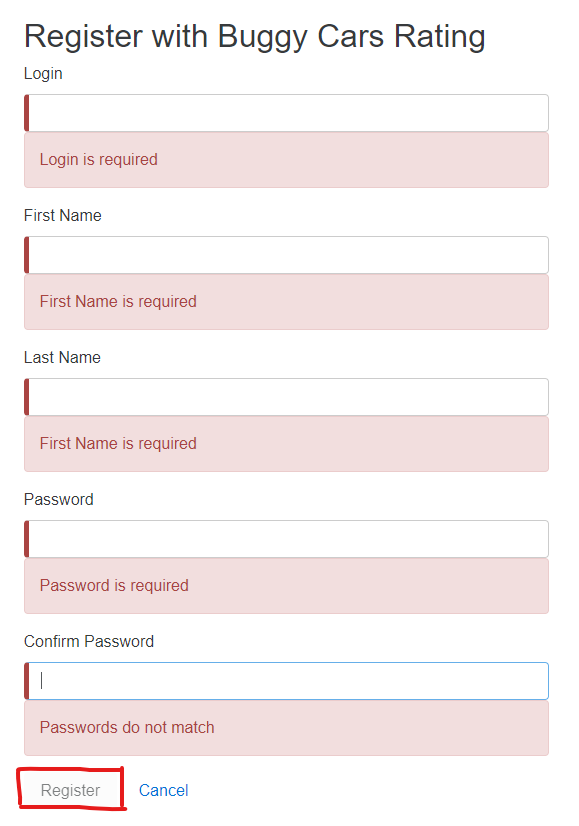 Register with Buggy Cars Rating
Login
Login is required
First Name
First Name is required
Last Name
First Name is required
Password
Password is required
Confirm Password
Passwords do not match
Register Cancel